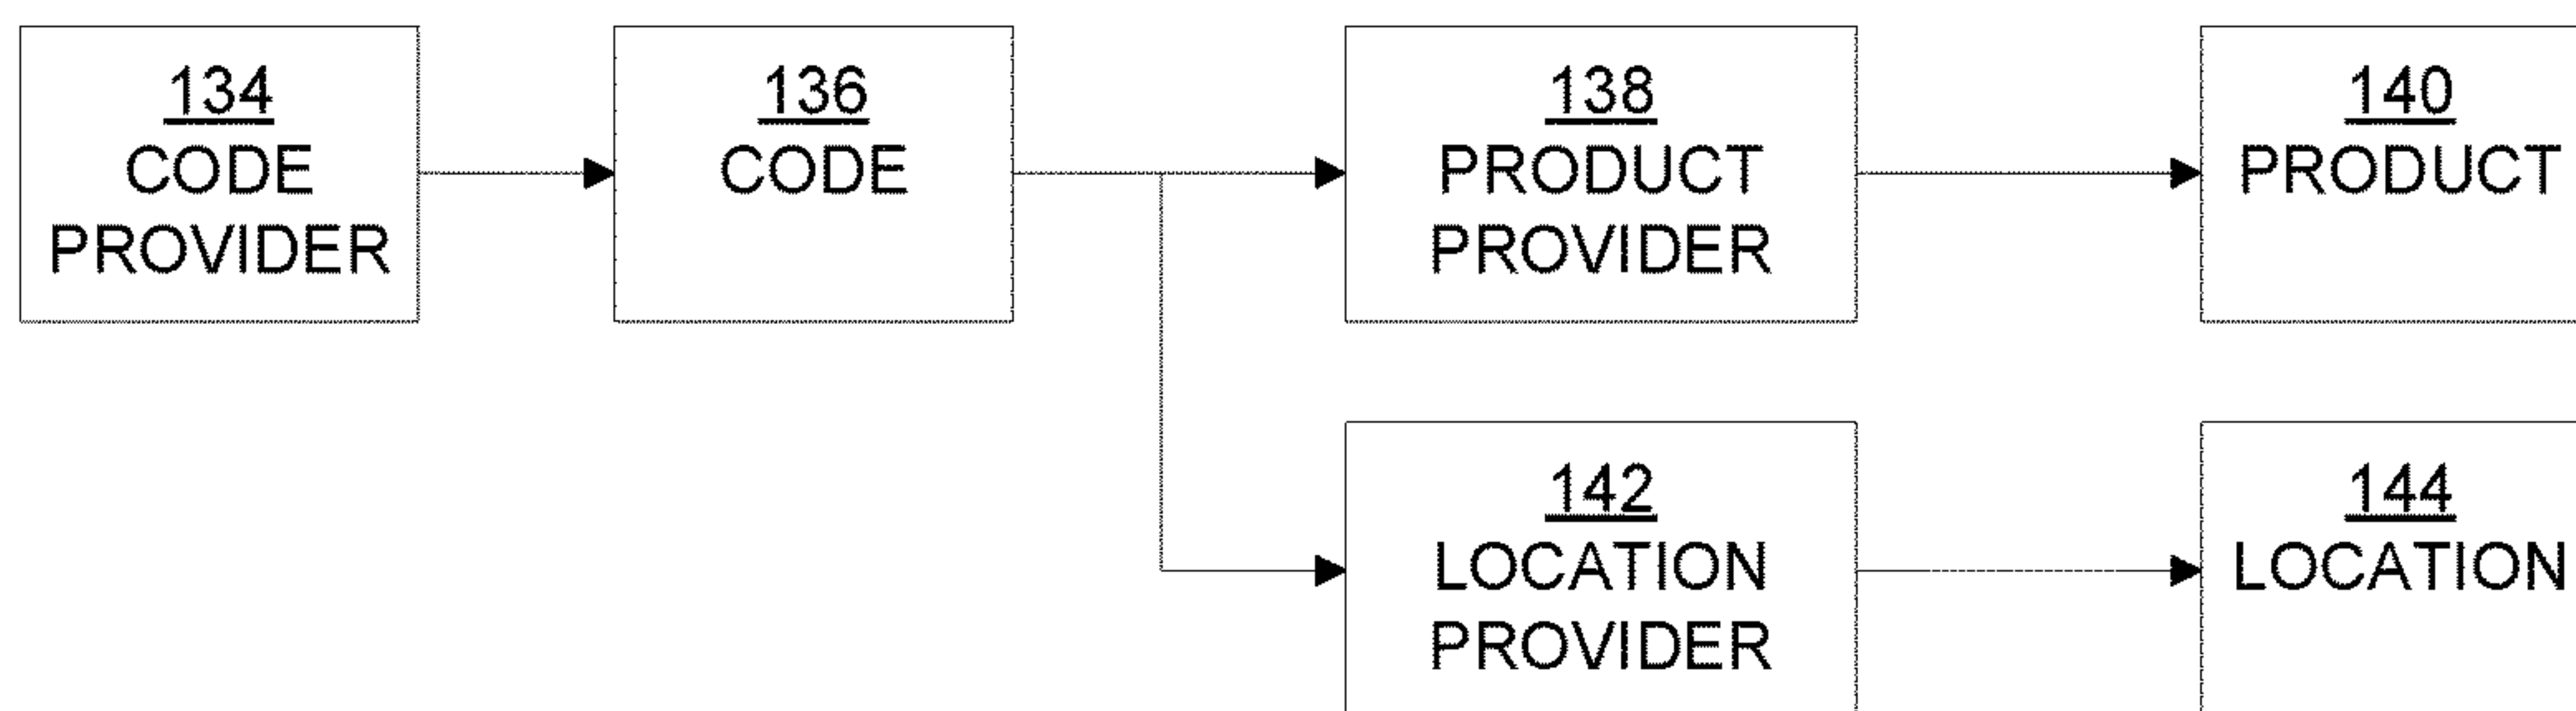 134
CODE
PROVIDER
136
CODE
138
PRODUCT
PROVIDER
140
PRODUCT
142
LOCATION
PROVIDER
144
LOCATION